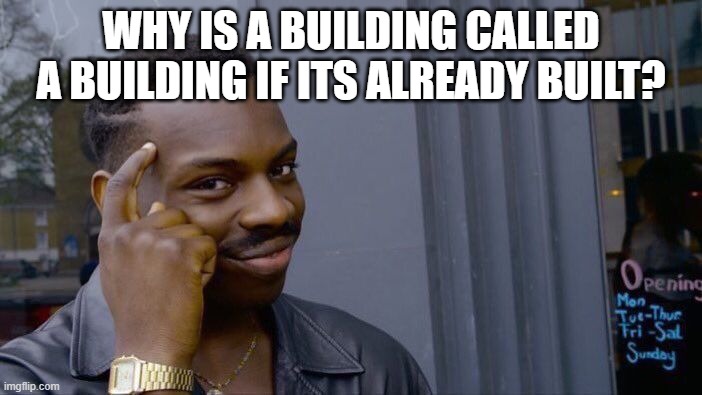 WHY IS A BUILDING CALLED
A BUILDING IF ITS ALREADY BUILT?
Opening
Mon
Tue-Thur
Fri -Sat
Sunday
imgflip.com